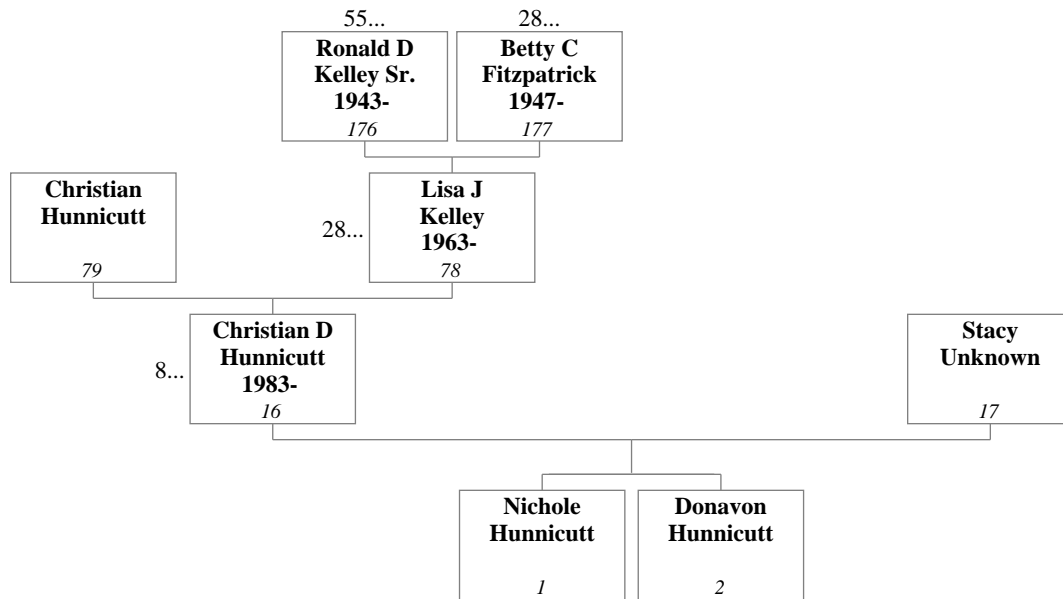 55...
28...
Ronald D
Kelley Sr.
1943-
176
Betty C
Fitzpatrick
1947-
177
Christian
Hunnicutt
79
28...
Lisa J
Kelley
1963-
78
8...
Christian D
Hunnicutt
1983-
16
Stacy
Unknown
17
Nichole
Hunnicutt
1
Donavon
Hunnicutt
2